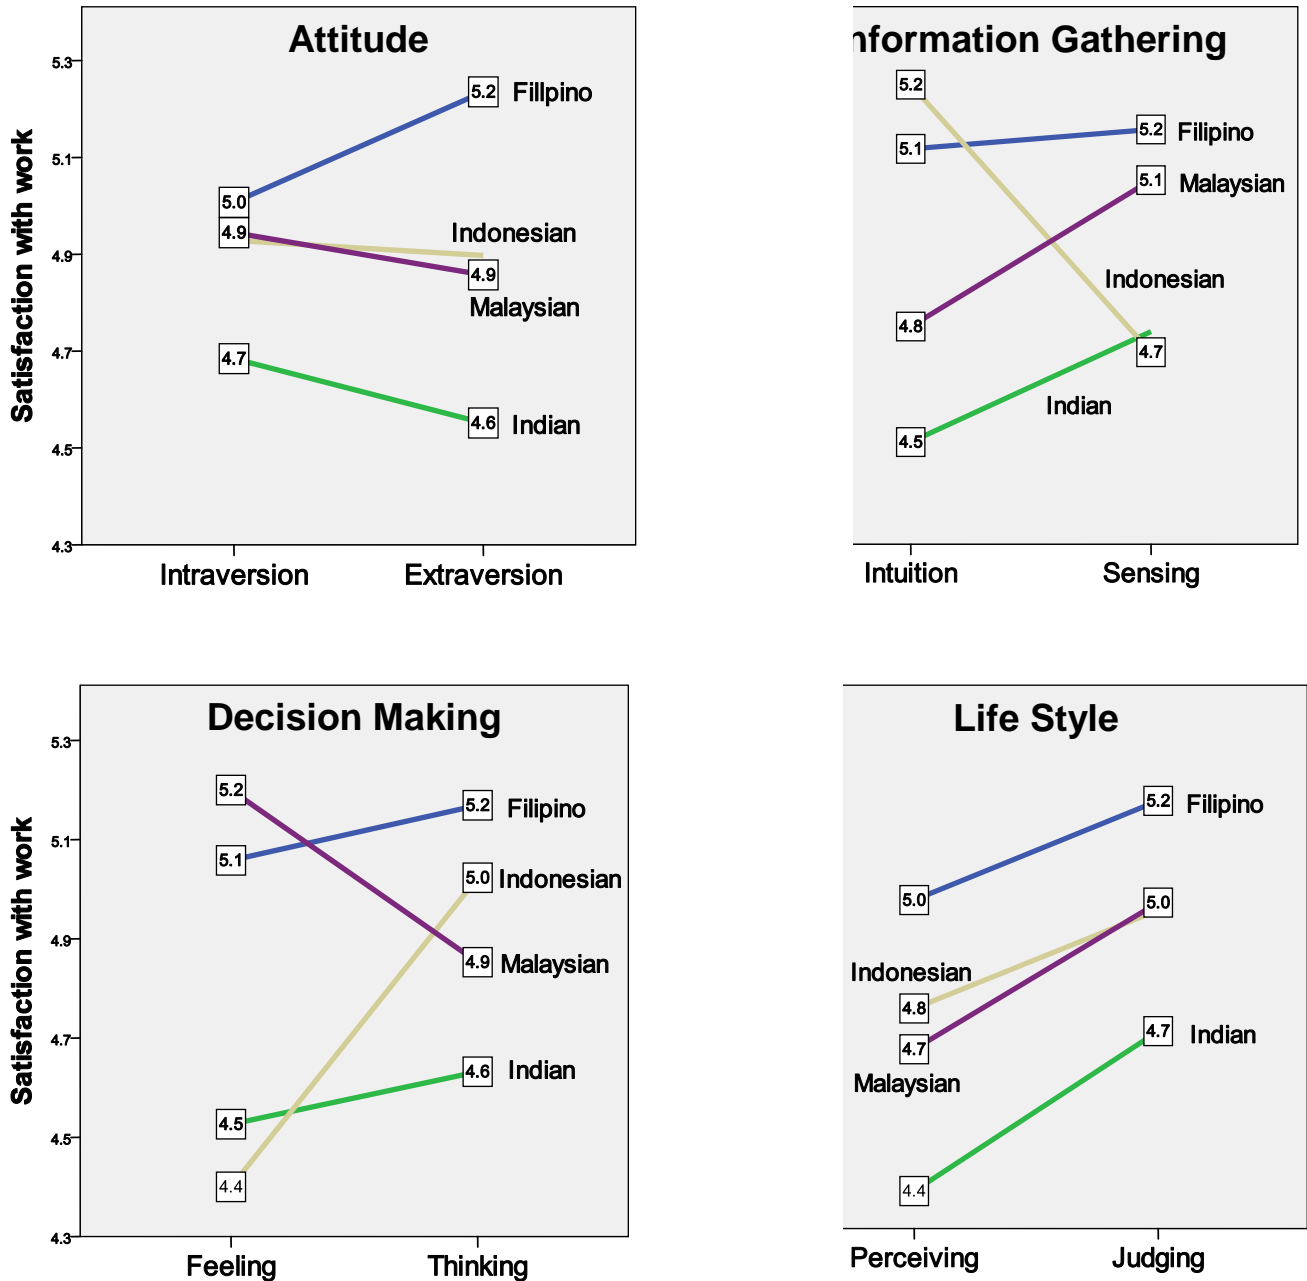 Attitude
Satisfaction with work
5.3
5.1
4.9
4.7
4.5
4.3
5.2 Fillpino
5.0
4.9
Indonesian
4.9
Malaysian
4.7
4.6 Indian
Intraversion Extraversion
nformation Gathering
5.2
5.2 Filipino
5.1
5.1 Malaysian
Indonesian
4.8
4.7
Indian
4.5
Intuition Sensing
Decision Making
Satisfaction with work
5.3
5.1
4.9
4.7
4.5
4.3
5.2
5.2 Filipino
5.1
5.0 Indonesian
4.9 Malaysian
4.6 Indian
4.5
4.4
Feeling Thinking
Life Style
5.2 Filipino
5.0
5.0
Indonesian
4.8
4.7
4.7 Indian
Malaysian
4.4
Perceiving Judging